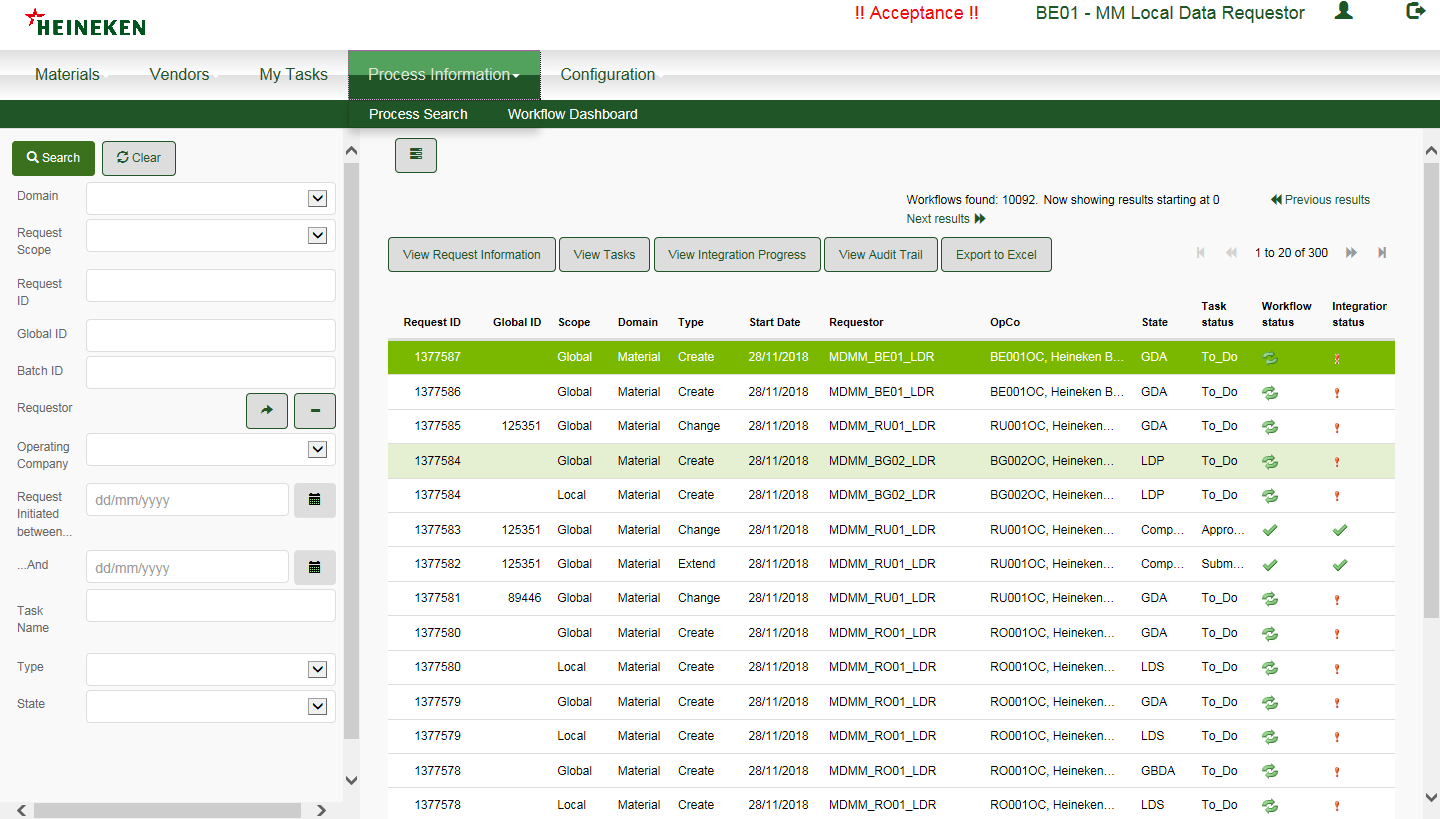 HEINEKEN
!! Acceptance !! BE01 - MM Local Data Requestor
Materials Vendors My Tasks Process Information Configuration
Process Search Workflow Dashboard
Search Clear
Domain
Request
Scope
Request
ID
Global ID
Batch ID
Requestor
Operating
Company
Request
Initiated
between...
dd/mm/yyyy
...And
dd/mm/yyyy
Task
Name
Type
State
Workflows found: 10092. Now showing results starting at 0 Previous results
Next results
View Request Information View Tasks View Integration Progress View Audit Trail Export to Excel 1 to 20 of 300
Request ID Global ID Scope Domain Type Start Date Requestor OpCo State Task status Workflow status Integration status
1377587 Global Material Create 28/11/2018 MDMM_BE01_LDR BE001OC, Heineken B... GDA To_Do
1377586 Global Material Create 28/11/2018 MDMM_BE01_LDR BE001OC, Heineken B... GDA To_Do
1377585 125351 Global Material Change 28/11/2018 MDMM_RU01_LDR RU001OC, Heineken... GDA To_Do
1377584 Global Material Create 28/11/2018 MDMM_BG02_LDR BG002OC, Heineken... LDP To_Do
1377584 Local Material Create 28/11/2018 MDMM_BG02_LDR BG002OC, Heineken... LDP To_Do
1377583 125351 Global Material Change 28/11/2018 MDMM_RU01_LDR RU001OC, Heineken... Comp... Appro...
1377582 125351 Global Material Extend 28/11/2018 MDMM_RU01_LDR RU001OC, Heineken... Comp... Subm...
1377581 89446 Global Material Change 28/11/2018 MDMM_RU01_LDR RU001OC, Heineken... GDA To_Do
1377580 Global Material Create 28/11/2018 MDMM_RO01_LDR RO001OC, Heineken... GDA To_Do
1377580 Local Material Create 28/11/2018 MDMM_RO01_LDR RO001OC, Heineken... LDS To_Do
1377579 Global Material Create 28/11/2018 MDMM_RO01_LDR RO001OC, Heineken... GDA To_Do
1377579 Local Material Create 28/11/2018 MDMM_RO01_LDR RO001OC, Heineken... LDS To_Do
1377578 Global Material Create 28/11/2018 MDMM_RO01_LDR RO001OC, Heineken... GBDA To_Do
1377578 Local Material Create 28/11/2018 MDMM_RO01_LDR RO001OC, Heineken... LDS To_Do